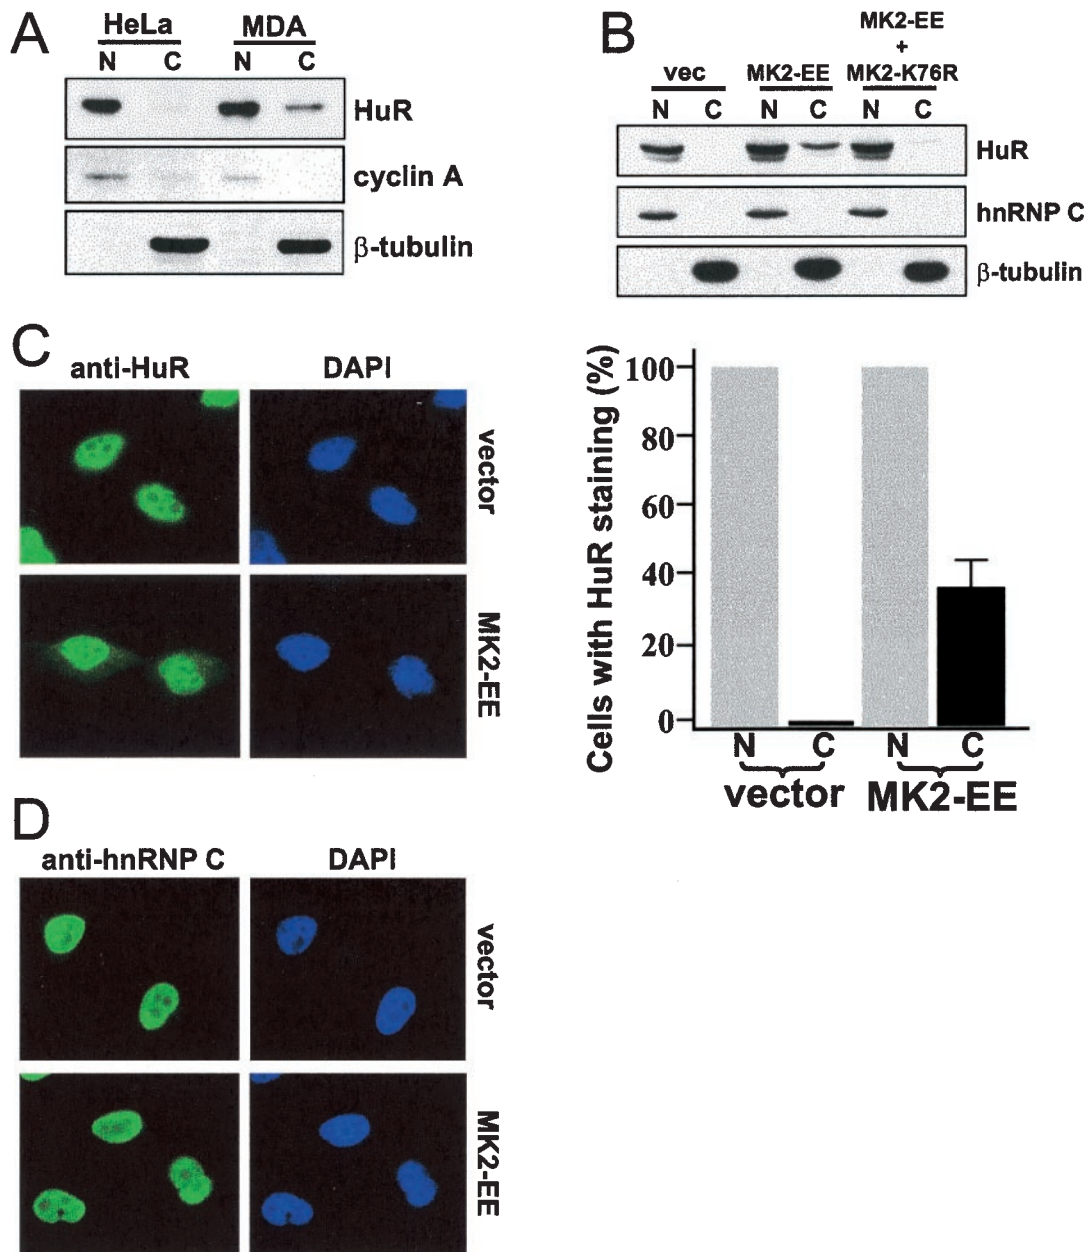 A
HeLa MDA
N C N C
HuR
cyclin A
β-tubulin
B
MK2-EE
+
vec MK2-EE MK2-K76R
N C N C N C
HuR
hnRNP C
β-tubulin
C
anti-HuR DAPI
vector
MK2-EE
Cells with HuR staining (%)
100
80
60
40
20
0
N C N C
vector MK2-EE
D
anti-hnRNP C DAPI
vector
MK2-EE